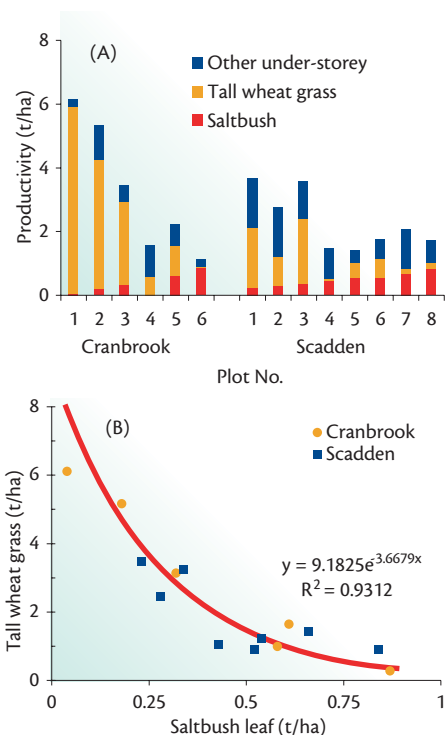 (A)
Other under-storey
Tall wheat grass
Saltbush
Productivity (t/ha)
8
6
4
2
0
1 2 3 4 5 6 1 2 3 4 5 6 7 8
Cranbrook Scadden
Plot No.
(B)
Cranbrook
Scadden
Tall wheat grass (t/ha)
8
6
4
2
0
y = 9.1825e^-3.6679x
R² = 0.9312
0 0.25 0.5 0.75 1
Saltbush leaf (t/ha)